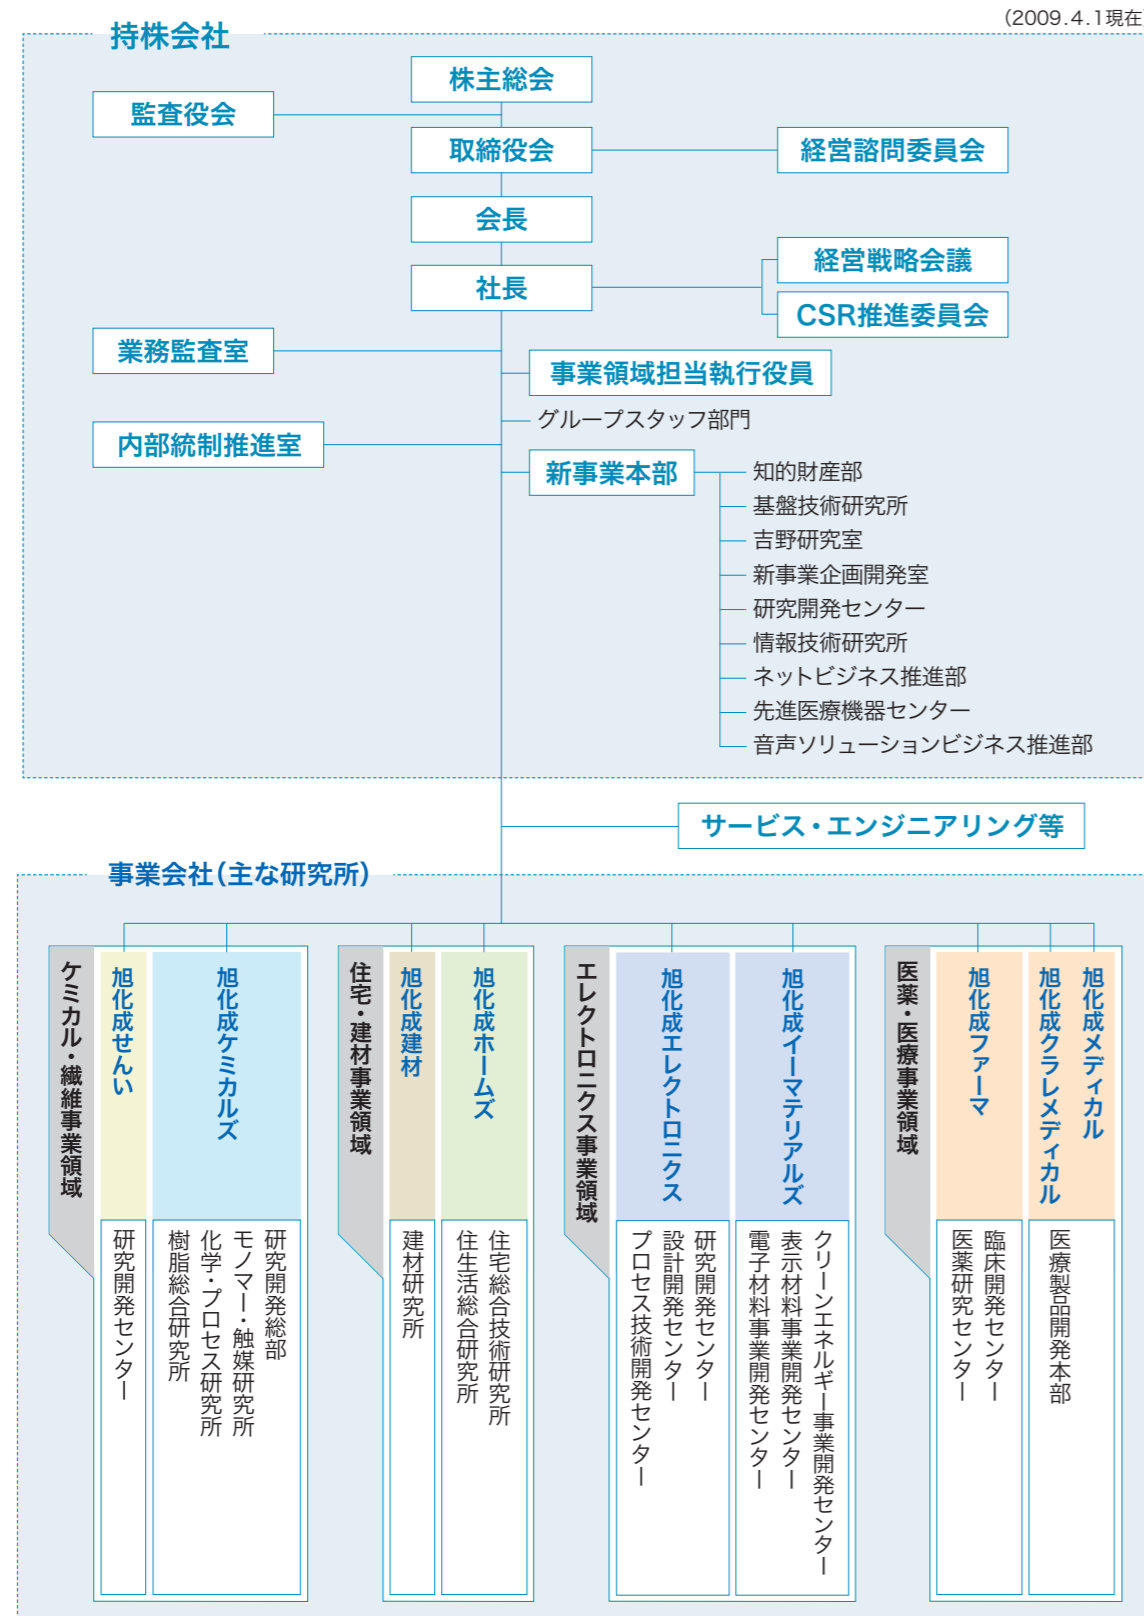 (2009.4.1現在
持株会社
株主総会
監査役会
取締役会
経営諮問委員会
会長
社長
経営戦略会議
CSR推進委員会
業務監査室
事業領域担当執行役員
グループスタッフ部門
内部統制推進室
新事業本部
知的財産部
基盤技術研究所
吉野研究室
新事業企画開発室
研究開発センター
情報技術研究所
ネットビジネス推進部
先進医療機器センター
音声ソリューションビジネス推進部
サービス・エンジニアリング等
事業会社(主な研究所)
ケミカル・繊維事業領域
旭化成せんい
研究開発センター
旭化成ケミカルズ
研究開発総部
モノマー・触媒研究所
化学・プロセス研究所
樹脂総合研究所
住宅・建材事業領域
旭化成建材
建材研究所
旭化成ホームズ
住宅総合技術研究所
住生活総合研究所
エレクトロニクス事業領域
旭化成エレクトロニクス
研究開発センター
設計開発センター
プロセス技術開発センター
旭化成イーマテリアルズ
クリーンエネルギー事業開発センター
表示材料事業開発センター
電子材料事業開発センター
医薬・医療事業領域
旭化成ファーマ
臨床開発センター
医薬研究センター
旭化成メディカル
旭化成クラレメディカル
医療製品開発本部